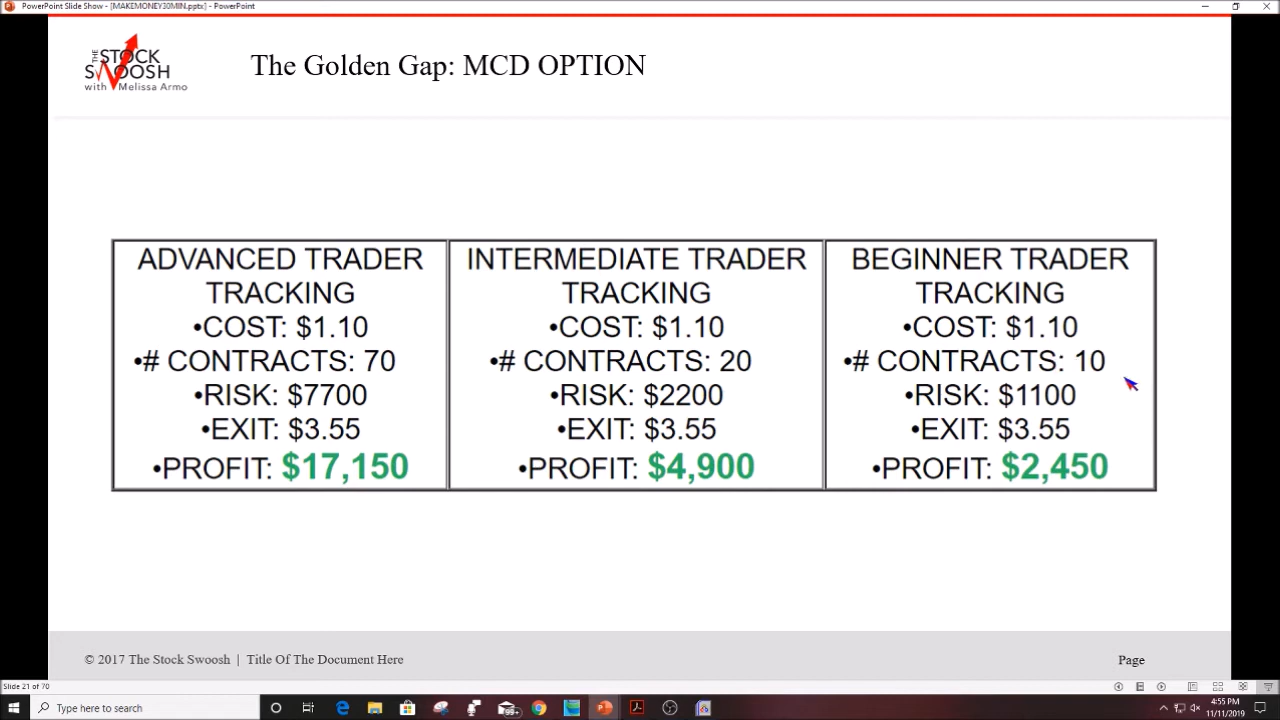 PowerPoint Slide Show - [MAKEMONEY30MIN.pptx] - PowerPoint
THE STOCK
SWOOSH
with Melissa Armo
The Golden Gap: MCD OPTION
ADVANCED TRADER
TRACKING
•COST: $1.10
•# CONTRACTS: 70
•RISK: $7700
•EXIT: $3.55
•PROFIT: $17,150
INTERMEDIATE TRADER
TRACKING
•COST: $1.10
•# CONTRACTS: 20
•RISK: $2200
•EXIT: $3.55
•PROFIT: $4,900
BEGINNER TRADER
TRACKING
•COST: $1.10
•# CONTRACTS: 10
•RISK: $1100
•EXIT: $3.55
•PROFIT: $2,450
© 2017 The Stock Swoosh | Title Of The Document Here
Page
Slide 21 of 70
Type here to search
99+
4:55 PM
11/11/2019